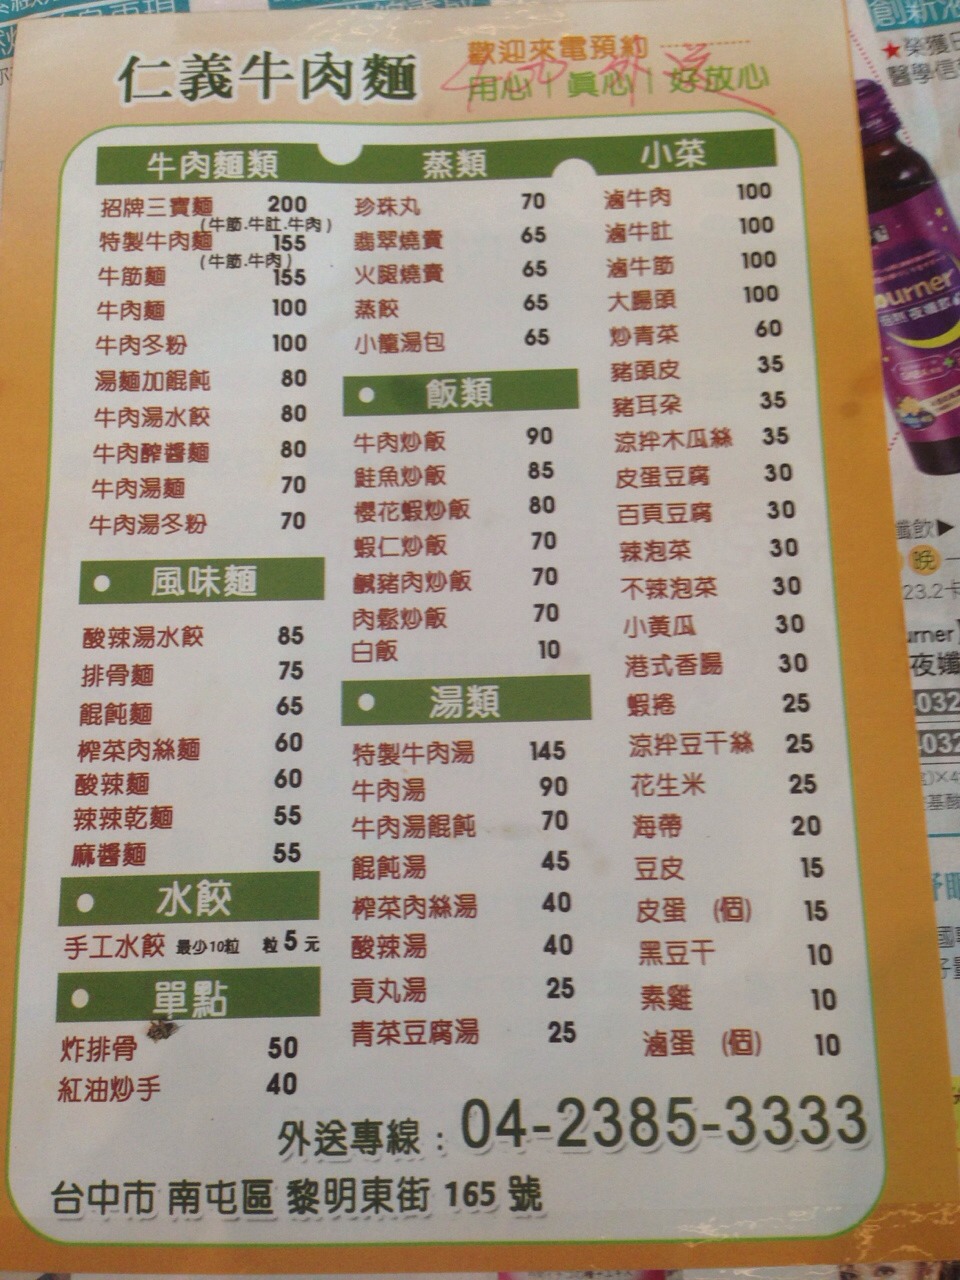 仁義牛肉麵
歡迎來電預約
用心 | 真心 | 好放心
牛肉麵類
招牌三寶麵 200
(牛筋.牛肚.牛肉)
特製牛肉麵 155
(牛筋.牛肉)
牛筋麵 155
牛肉麵 100
牛肉冬粉 100
湯麵加餛飩 80
牛肉湯水餃 80
牛肉醡醬麵 80
牛肉湯麵 70
牛肉湯冬粉 70
風味麵
酸辣湯水餃 85
排骨麵 75
餛飩麵 65
榨菜肉絲麵 60
酸辣麵 60
辣辣乾麵 55
麻醬麵 55
水餃
手工水餃 最少10粒 粒5元
單點
炸排骨 50
紅油炒手 40
蒸類
珍珠丸 70
翡翠燒賣 65
火腿燒賣 65
蒸餃 65
小籠湯包 65
飯類
牛肉炒飯 90
鮭魚炒飯 85
櫻花蝦炒飯 80
蝦仁炒飯 70
鹹豬肉炒飯 70
肉鬆炒飯 70
白飯 10
湯類
特製牛肉湯 145
牛肉湯 90
牛肉湯餛飩 70
餛飩湯 45
榨菜肉絲湯 40
酸辣湯 40
貢丸湯 25
青菜豆腐湯 25
小菜
滷牛肉 100
滷牛肚 100
滷牛筋 100
大腸頭 100
炒青菜 60
豬頭皮 35
豬耳朶 35
涼拌木瓜絲 35
皮蛋豆腐 30
百頁豆腐 30
辣泡菜 30
不辣泡菜 30
小黃瓜 30
港式香腸 30
蝦捲 25
涼拌豆干絲 25
花生米 25
海帶 20
豆皮 15
皮蛋 (個) 15
黑豆干 10
素雞 10
滷蛋 (個) 10
外送專線：04-2385-3333
台中市 南屯區 黎明東街 165 號